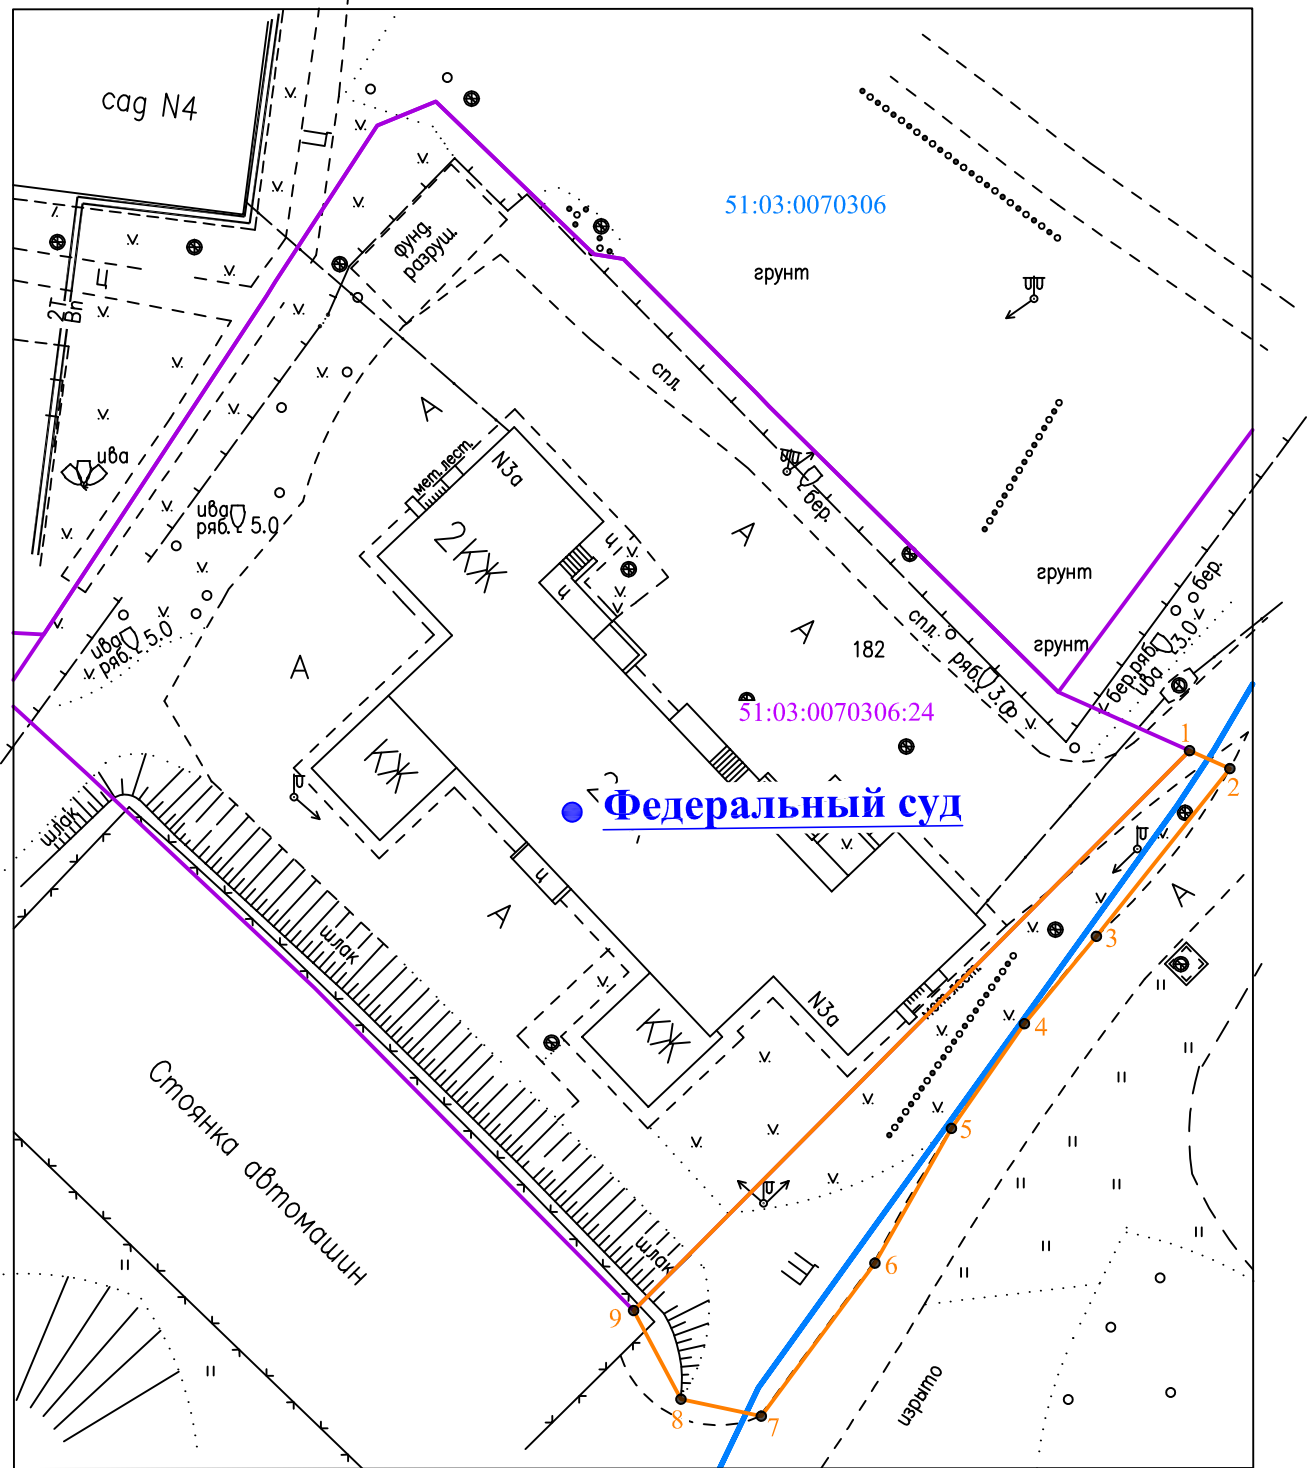 сад N4
Ц
фунд.
разруш.
51:03:0070306
грунт
Ц
2Т
Вл
спл.
А
ива
мет.лест.
N3а
бер.
ива
ряб. 5.0
2КЖ
ц
А
грунт
бер.
ц
спл.
А
182
грунт
ива
ряб. 5.0
А
ряб. 3.0
бер.ряб. 3.0
ива
51:03:0070306:24
1
2
КЖ
Федеральный суд
шлак
ц
А
А
3
шлак
N3а
4
КЖ
Стоянка автомашин
5
шлак
Щ
6
9
8
7
изрыто